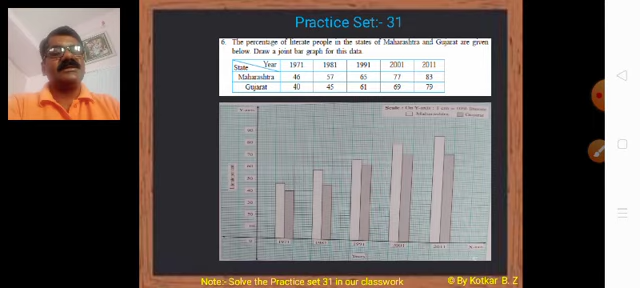 Practice Set:- 31
6. The percentage of literate people in the states of Maharashtra and Gujarat are given
below. Draw a joint bar graph for this data.
State Year 1971 1981 1991 2001 2011
Maharashtra 46 57 65 77 83
Gujarat 40 45 61 69 79
Maharashtra
1971 1981 1991 2001 2011
Years
Note:- Solve the Practice set 31 in our classwork
© By Kotkar B. Z